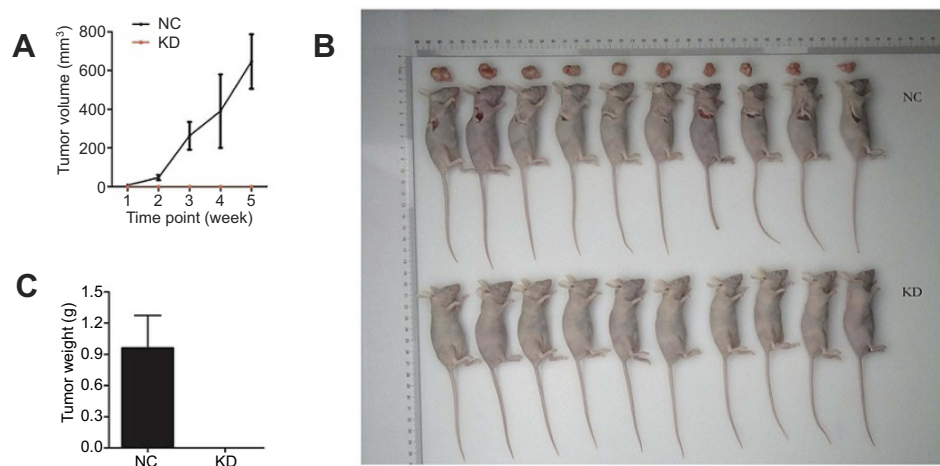 A
NC
KD
Tumor volume (mm³)
800
600
400
200
0
1 2 3 4 5
Time point (week)
B
NC
KD
C
Tumor weight (g)
1.5
1.2
0.9
0.6
0.3
0.0
NC KD